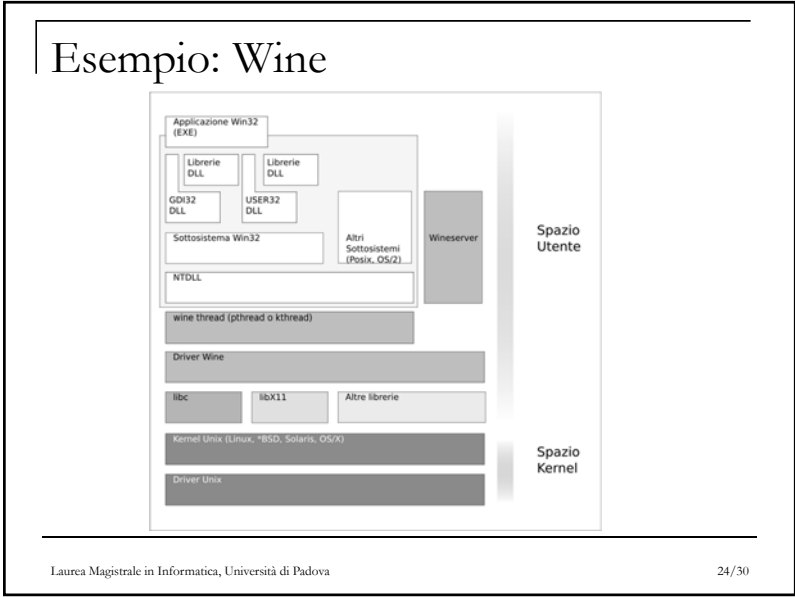 Esempio: Wine
Applicazione Win32
(EXE)
Librerie
DLL
Librerie
DLL
GDI32
DLL
USER32
DLL
Sottosistema Win32
Altri
Sottosistemi
(Posix, OS/2)
Wineserver
NTDLL
wine thread (pthread o kthread)
Driver Wine
libc
libX11
Altre librerie
Kernel Unix (Linux, *BSD, Solaris, OS/X)
Driver Unix
Spazio
Utente
Spazio
Kernel
Laurea Magistrale in Informatica, Università di Padova
24/30